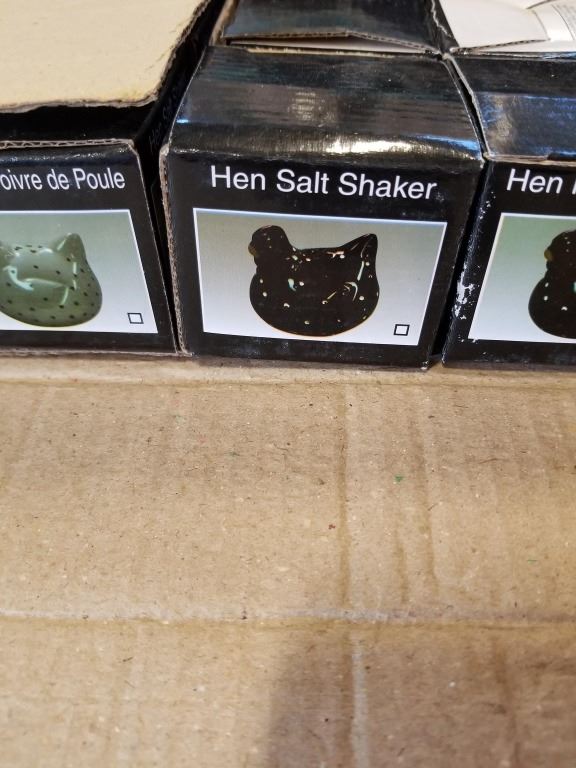 oivre de Poule
Hen Salt Shaker
Hen